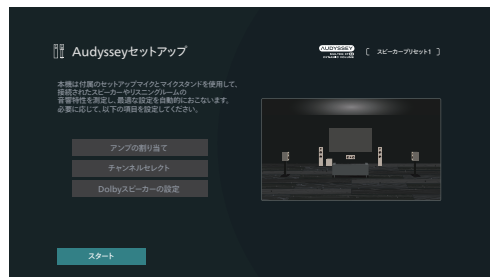 Audysseyセットアップ
AUDYSSEY
[ スピーカープリセット1 ]
本機は付属のセットアップマイクとマイクスタンドを使用して、
接続されたスピーカーやリスニングルームの
音響特性を測定し、最適な設定を自動的におこないます。
必要に応じて、以下の項目を設定してください。
アンプの割り当て
チャンネルセレクト
Dolbyスピーカーの設定
スタート